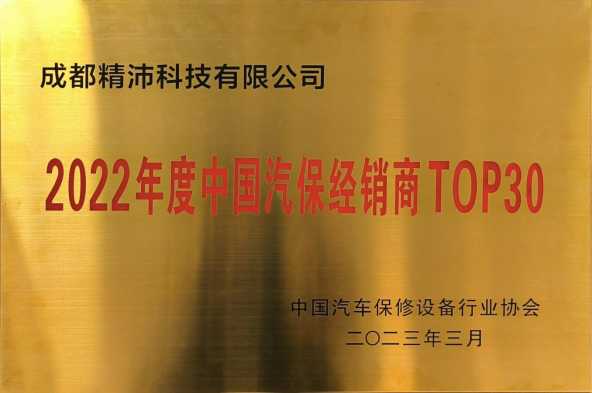 成都精沛科技有限公司
2022年度中国汽保经销商TOP30
中国汽车保修设备行业协会
二〇二三年三月